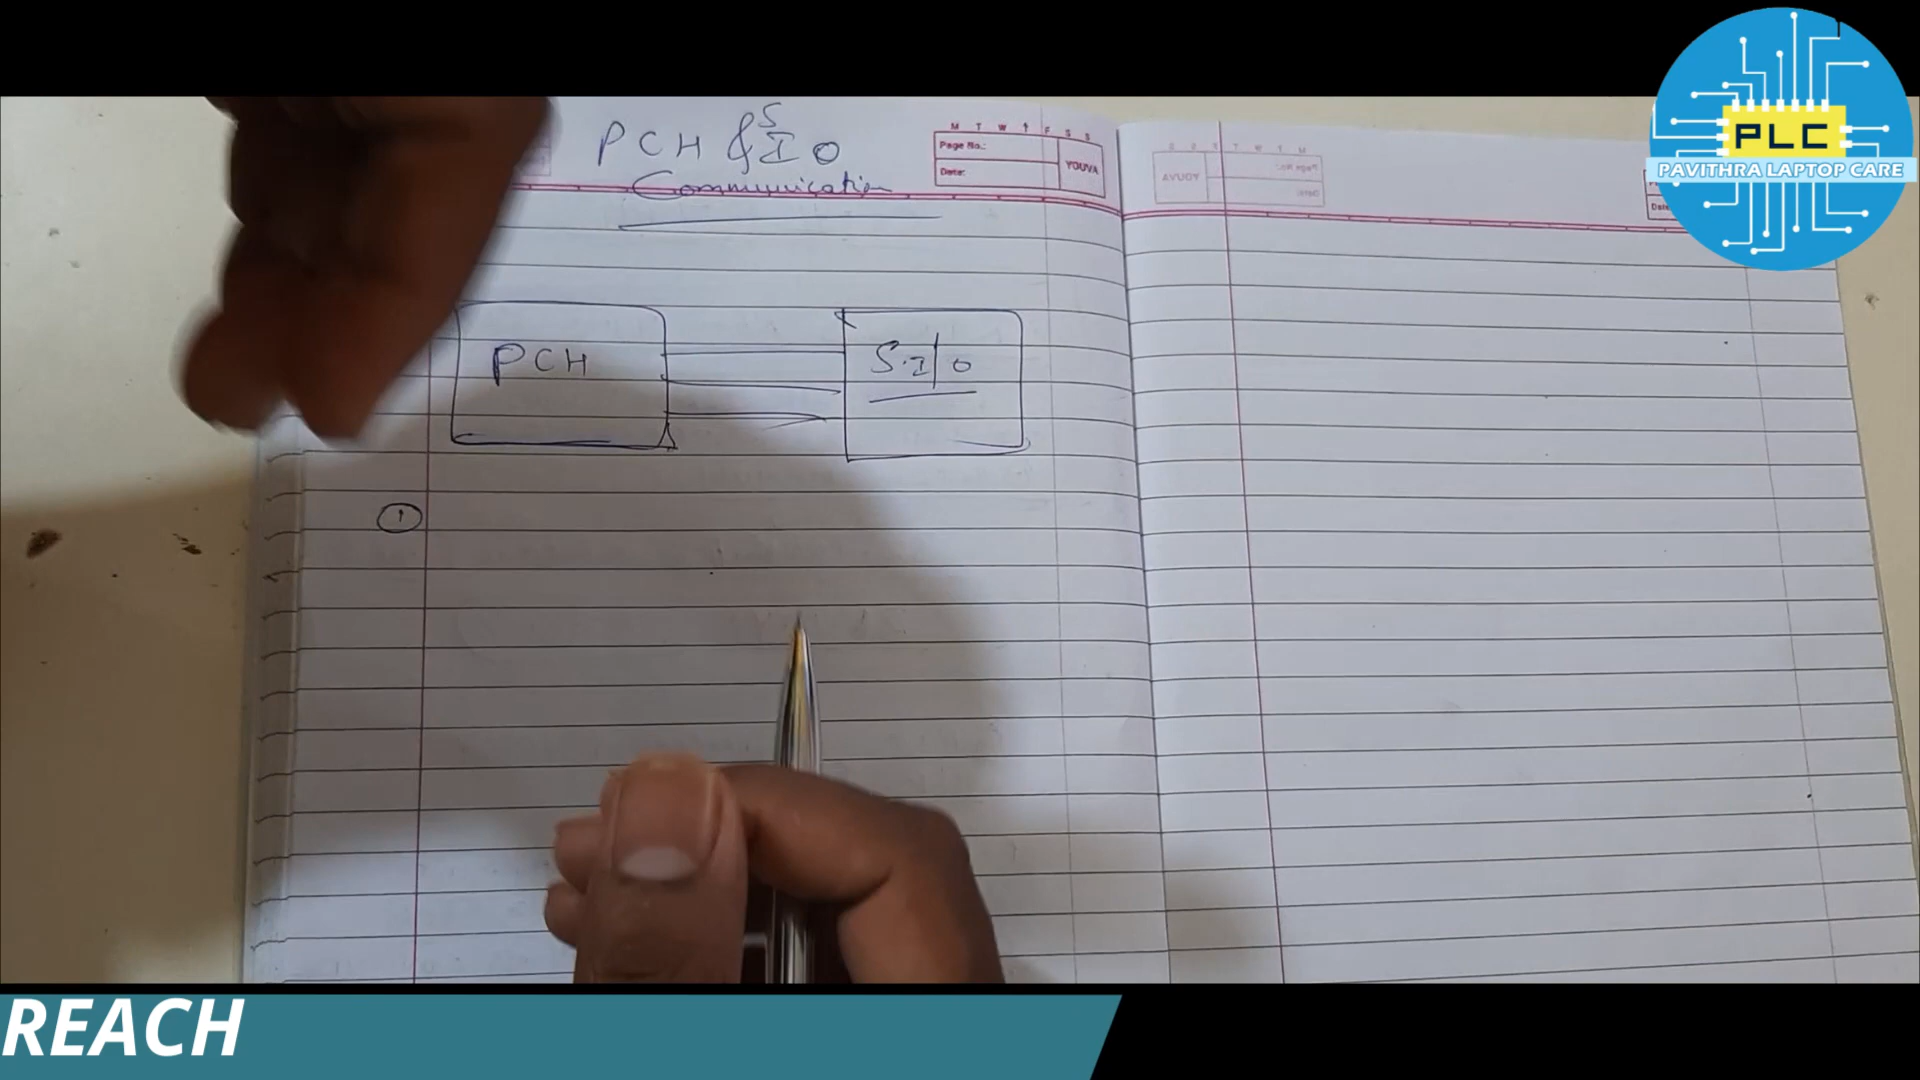 PCH & SIO
Communication
M T W T F S S
Page No.:
Date:
YOUVA
PCH
S.I/O
1
PLC
PAVITHRA LAPTOP CARE
REACH